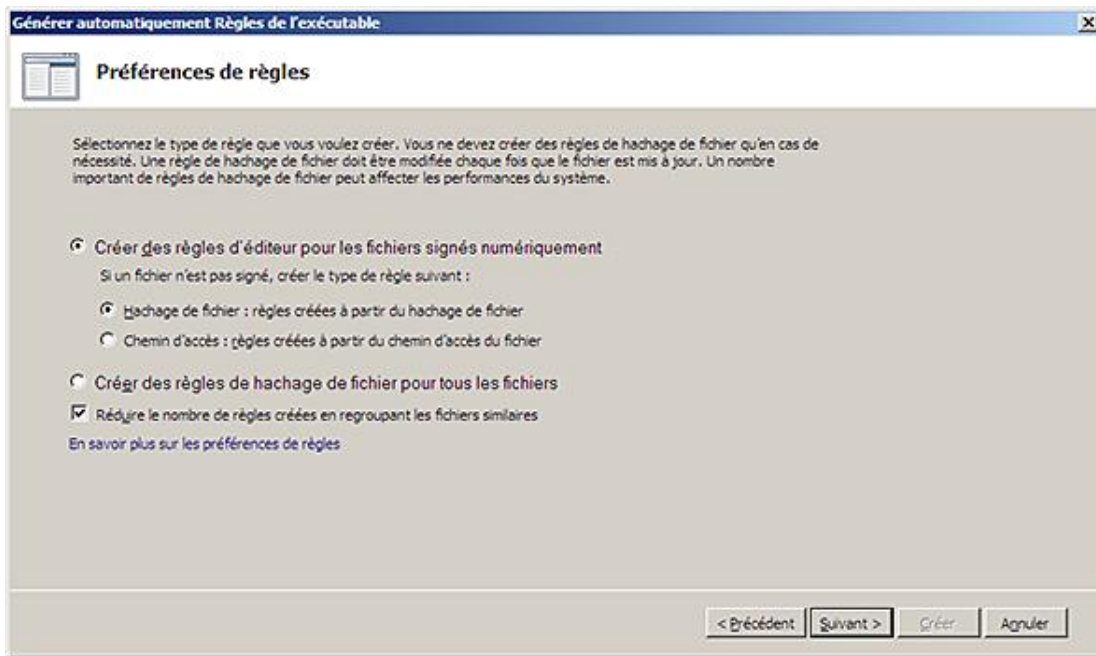 Générer automatiquement Règles de l'exécutable
Préférences de règles
Sélectionnez le type de règle que vous voulez créer. Vous ne devez créer des règles de hachage de fichier qu'en cas de
nécessité. Une règle de hachage de fichier doit être modifiée chaque fois que le fichier est mis à jour. Un nombre
important de règles de hachage de fichier peut affecter les performances du système.
Créer des règles d'éditeur pour les fichiers signés numériquement
Si un fichier n'est pas signé, créer le type de règle suivant :
Hachage de fichier : règles créées à partir du hachage de fichier
Chemin d'accès : règles créées à partir du chemin d'accès du fichier
Créer des règles de hachage de fichier pour tous les fichiers
Réduire le nombre de règles créées en regroupant les fichiers similaires
En savoir plus sur les préférences de règles
< Précédent Suivant > Créer Annuler